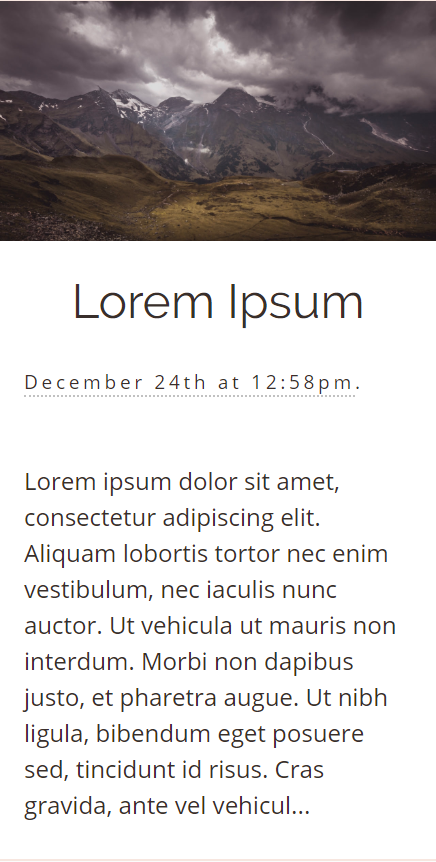 Lorem Ipsum
December 24th at 12:58pm.
Lorem ipsum dolor sit amet,
consectetur adipiscing elit.
Aliquam lobortis tortor nec enim
vestibulum, nec iaculis nunc
auctor. Ut vehicula ut mauris non
interdum. Morbi non dapibus
justo, et pharetra augue. Ut nibh
ligula, bibendum eget posuere
sed, tincidunt id risus. Cras
gravida, ante vel vehicul...